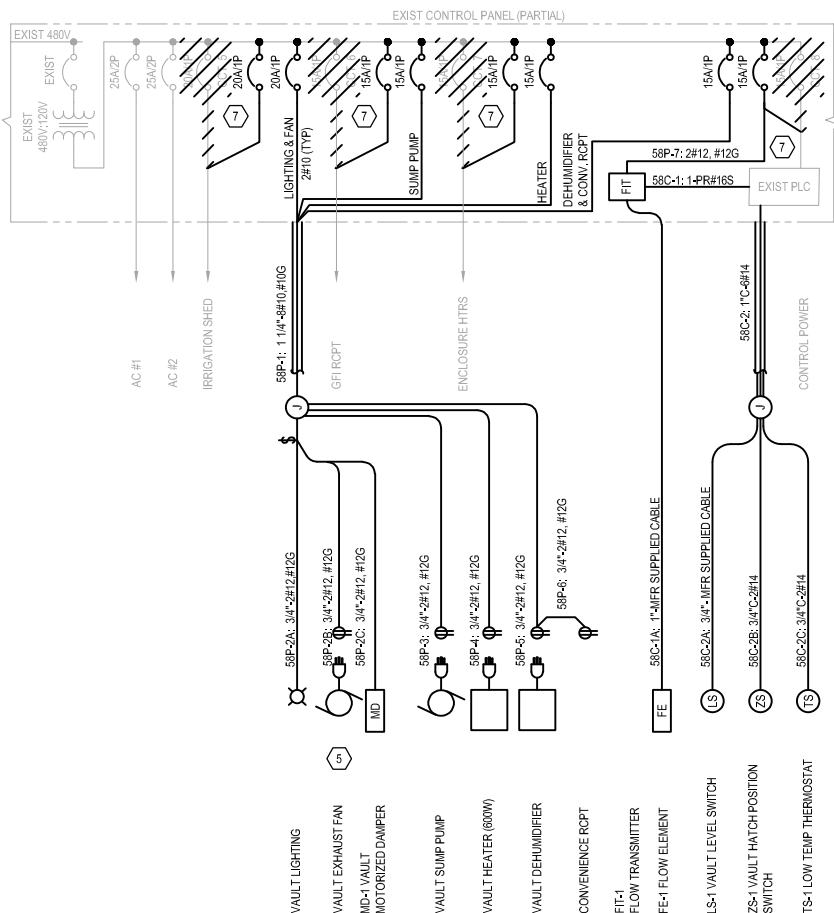 EXIST CONTROL PANEL (PARTIAL)
EXIST 480V
EXIST
EXIST
480V:120V
25A/2P
25A/2P
20A/1P
20A/1P
20A/1P
15A/1P
15A/1P
15A/1P
15A/1P
15A/1P
15A/1P
7
7
7
7
LIGHTING & FAN
2#10 (TYP)
SUMP PUMP
HEATER
DEHUMIDIFIER
& CONV. RCPT
58P-7: 2#12, #12G
58C-1: 1-PR#16S
FIT
EXIST PLC
AC #1
AC #2
IRRIGATION SHED
58P-1: 1 1/4"-8#10,#10G
GFI RCPT
ENCLOSURE HTRS
58C-2: 1"C-6#14
CONTROL POWER
J
J
$
58P-2A: 3/4"-2#12,#12G
58P-2B: 3/4"-2#12, #12G
58P-2C: 3/4"-2#12, #12G
58P-3: 3/4"-2#12, #12G
58P-4: 3/4"-2#12, #12G
58P-5: 3/4"-2#12, #12G
58P-6: 3/4"-2#12, #12G
58C-1A: 1"-MFR SUPPLIED CABLE
58C-2A: 3/4"- MFR SUPPLIED CABLE
58C-2B: 3/4"C-2#14
58C-2C: 3/4"C-2#14
MD
FE
LS
ZS
TS
5
VAULT LIGHTING
VAULT EXHAUST FAN
MD-1 VAULT
MOTORIZED DAMPER
VAULT SUMP PUMP
VAULT HEATER (600W)
VAULT DEHUMIDIFIER
CONVENIENCE RCPT
FIT-1
FLOW TRANSMITTER
FE-1 FLOW ELEMENT
LS-1 VAULT LEVEL SWITCH
ZS-1 VAULT HATCH POSITION
SWITCH
TS-1 LOW TEMP THERMOSTAT